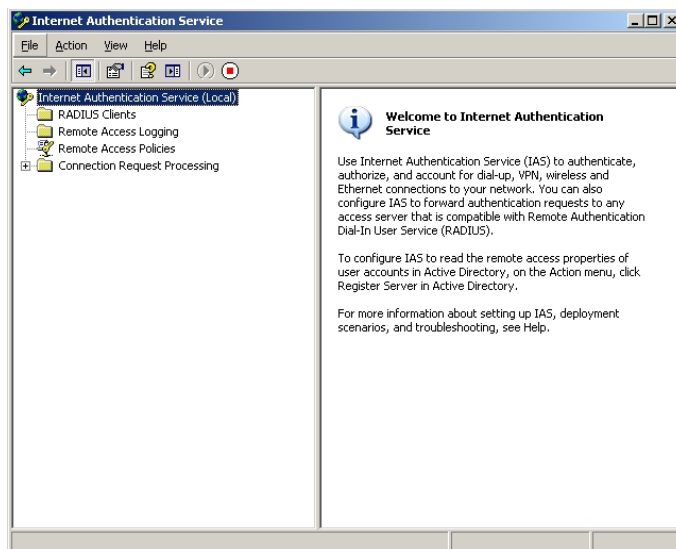 Internet Authentication Service
File Action View Help
Internet Authentication Service (Local)
RADIUS Clients
Remote Access Logging
Remote Access Policies
Connection Request Processing
Welcome to Internet Authentication
Service
Use Internet Authentication Service (IAS) to authenticate,
authorize, and account for dial-up, VPN, wireless and
Ethernet connections to your network. You can also
configure IAS to forward authentication requests to any
access server that is compatible with Remote Authentication
Dial-In User Service (RADIUS).
To configure IAS to read the remote access properties of
user accounts in Active Directory, on the Action menu, click
Register Server in Active Directory.
For more information about setting up IAS, deployment
scenarios, and troubleshooting, see Help.